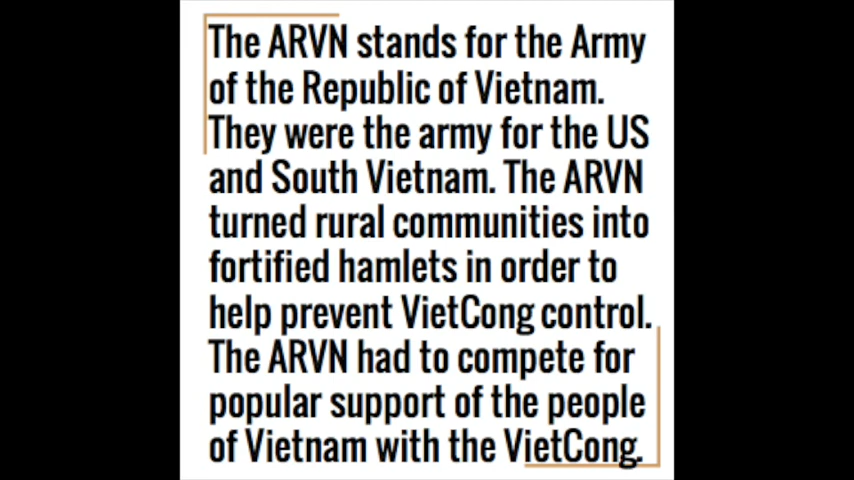 The ARVN stands for the Army
of the Republic of Vietnam.
They were the army for the US
and South Vietnam. The ARVN
turned rural communities into
fortified hamlets in order to
help prevent VietCong control.
The ARVN had to compete for
popular support of the people
of Vietnam with the VietCong.